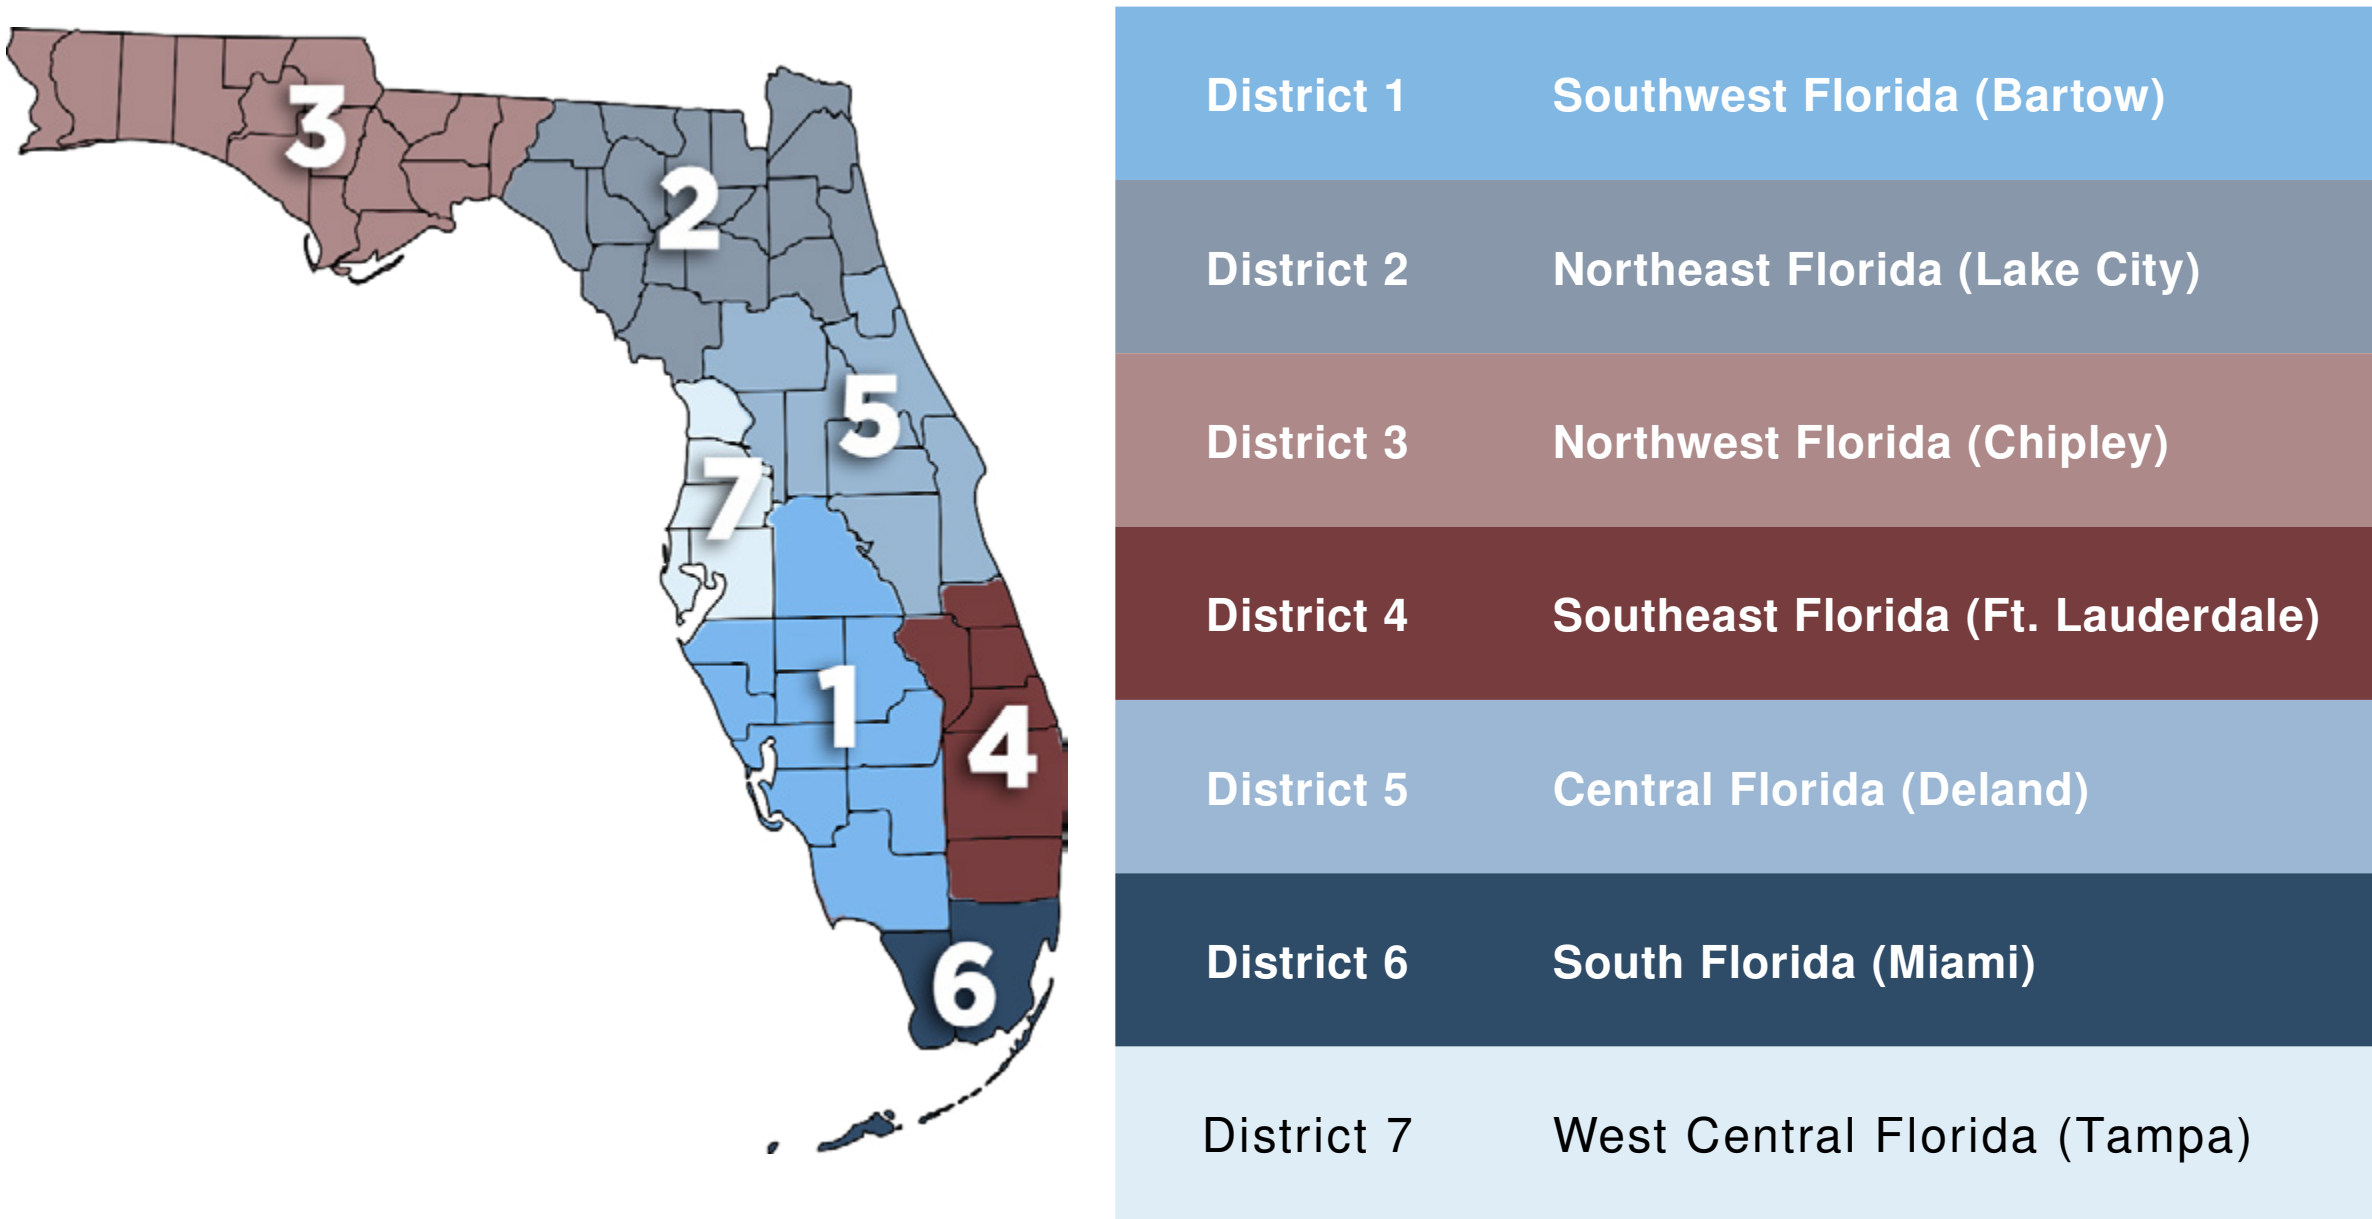 3
2
5
7
1
4
6
District 1 Southwest Florida (Bartow)
District 2 Northeast Florida (Lake City)
District 3 Northwest Florida (Chipley)
District 4 Southeast Florida (Ft. Lauderdale)
District 5 Central Florida (Deland)
District 6 South Florida (Miami)
District 7 West Central Florida (Tampa)